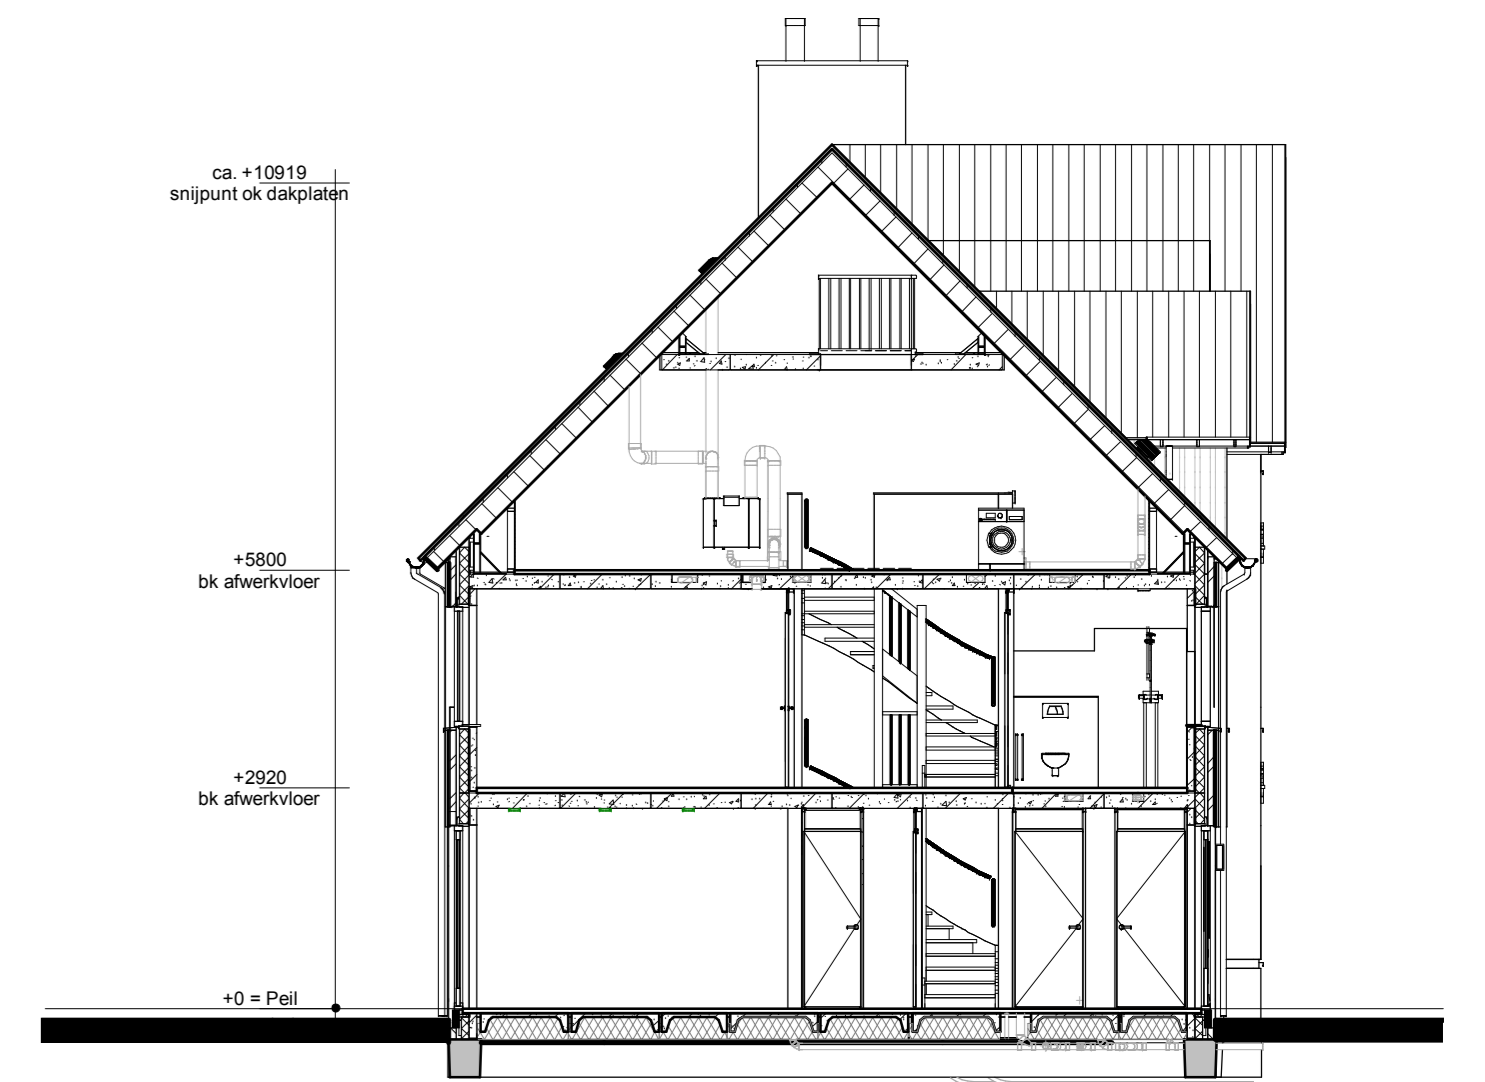 ca. +10919
snijpunt ok dakplaten
+5800
bk afwerkvloer
+2920
bk afwerkvloer
+0 = Peil